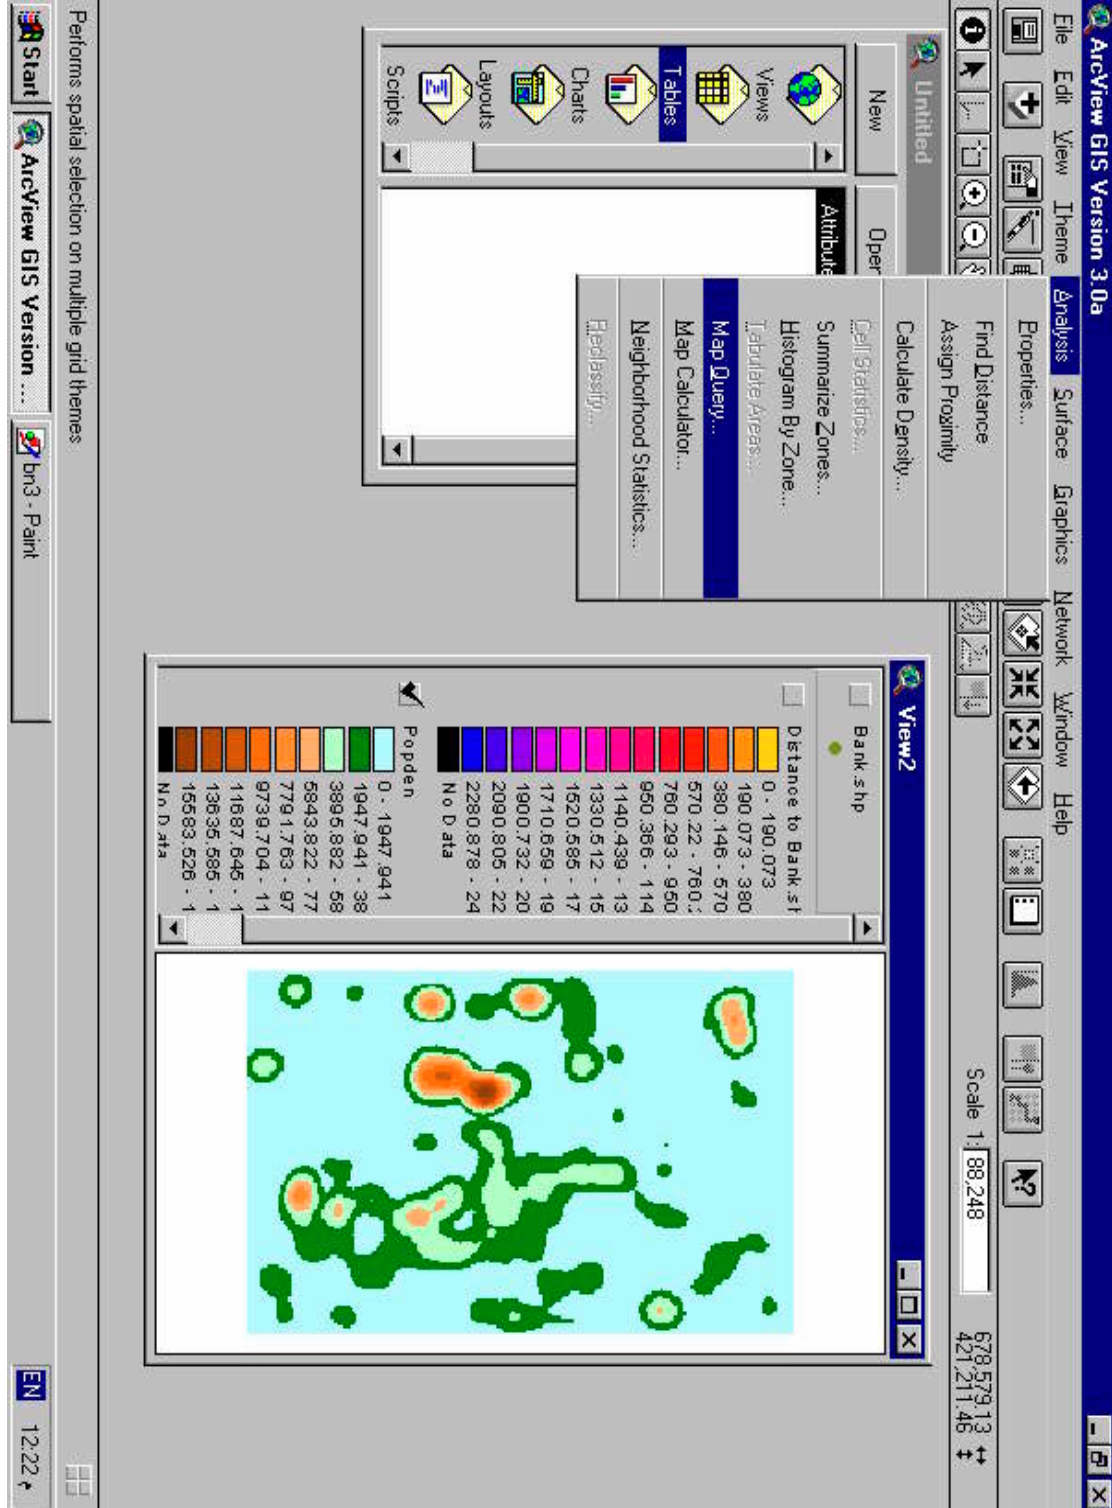 ArcView GIS Version 3.0a
File Edit View Theme Analysis Surface Graphics Network Window Help
Scale 1: 88,248
678,579.13
421,211.46
Properties...
Find Distance
Assign Proximity
Calculate Density...
Cell Statistics...
Summarize Zones...
Histogram By Zone...
Tabulate Areas...
Map Query...
Map Calculator...
Neighborhood Statistics...
Reclassify...
Untitled
New Open
Views
Tables
Charts
Layouts
Scripts
Attribute
View2
Bank.shp
Distance to Bank.sh
0 - 190.073
190.073 - 380
380.146 - 570
570.22 - 760.:
760.293 - 950
950.366 - 114
1140.439 - 13
1330.512 - 15
1520.585 - 17
1710.659 - 19
1900.732 - 20
2090.805 - 22
2280.878 - 24
No Data
Popden
0 - 1947.941
1947.941 - 38
3895.882 - 58
5843.822 - 77
7791.763 - 97
9739.704 - 11
11687.645 - 1
13635.585 - 1
15583.526 - 1
No Data
Performs spatial selection on multiple grid themes
Start ArcView GIS Version ... bn3 - Paint EN 12:22